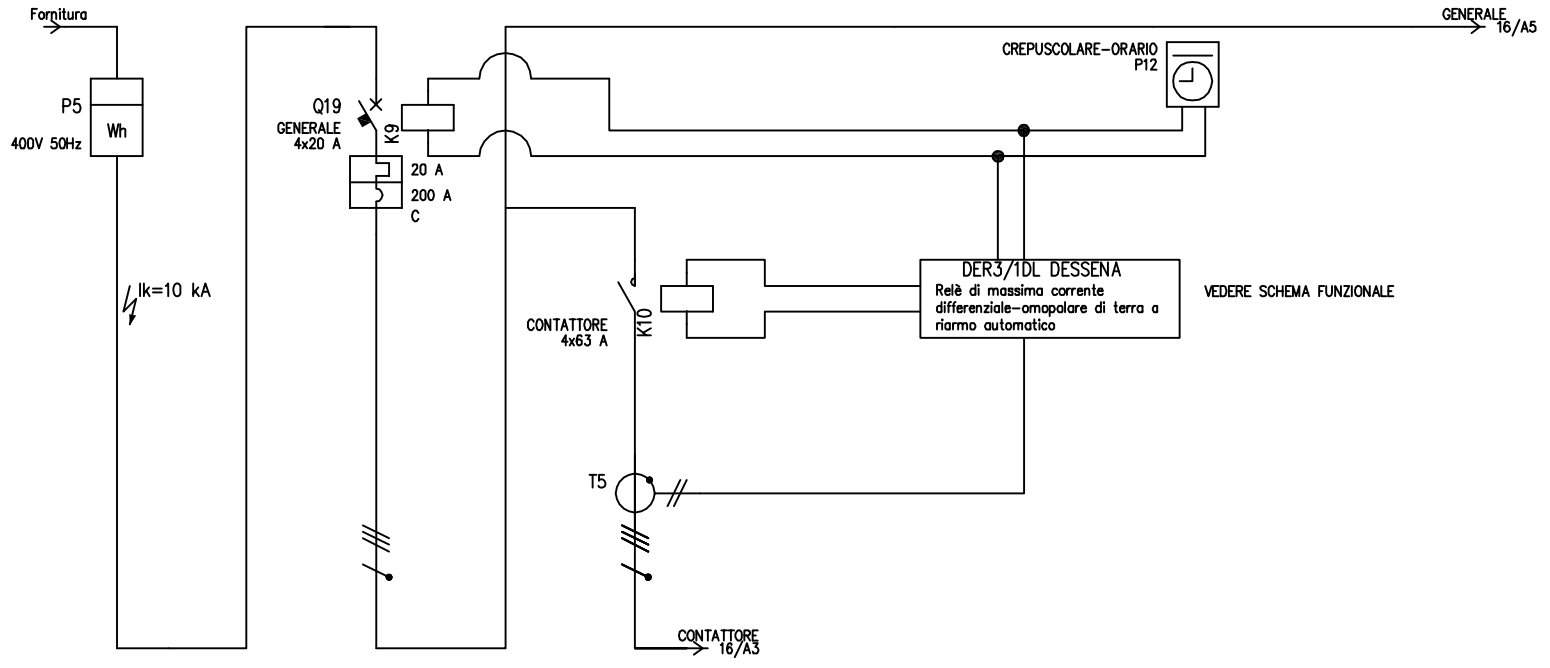 Fornitura
GENERALE
16/A5
CREPUSCOLARE-ORARIO
P12
P5
Wh
400V 50Hz
Q19
GENERALE
4x20 A
K9
20 A
200 A
C
Ik=10 kA
CONTATTORE
4x63 A
K10
DER3/1DL DESSENA
Relè di massima corrente
differenziale-omopolare di terra a
riarmo automatico
VEDERE SCHEMA FUNZIONALE
T5
CONTATTORE
16/A3